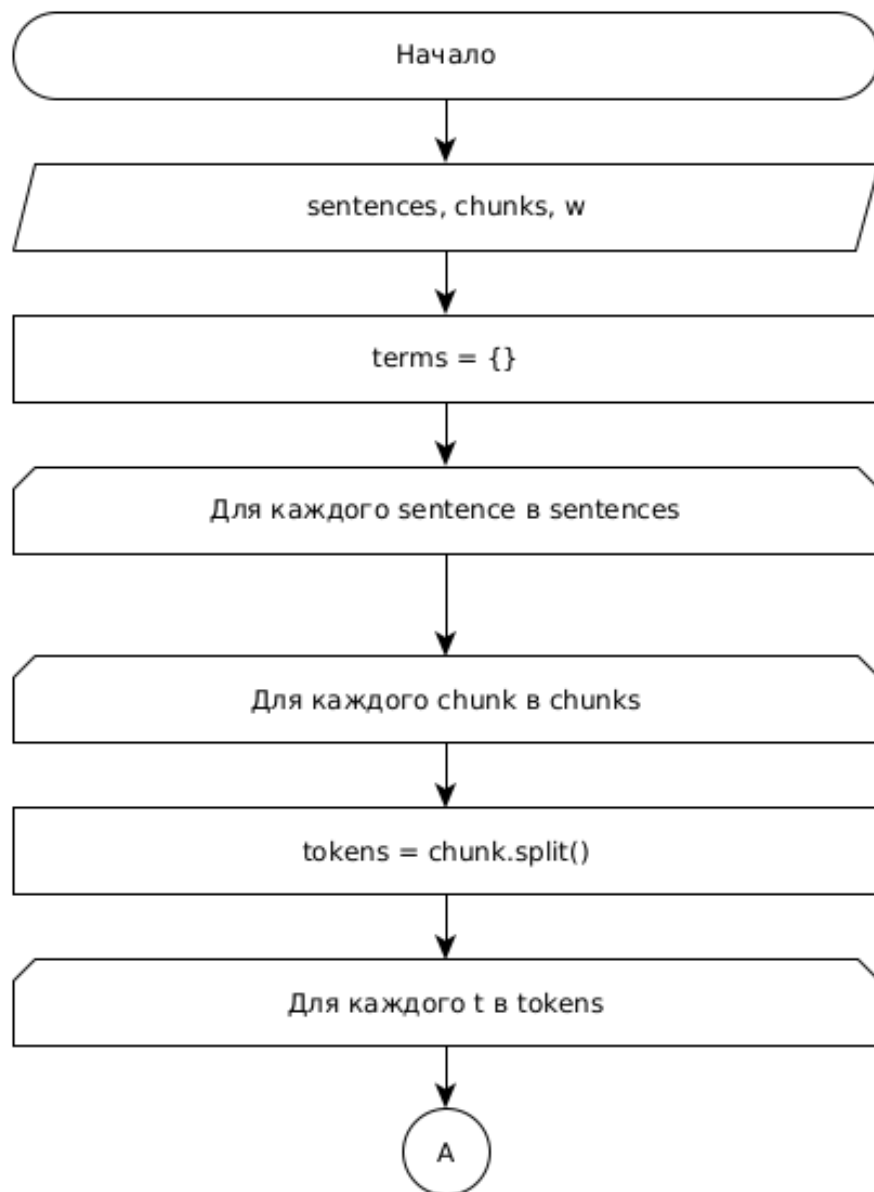 Начало
sentences, chunks, w
terms = {}
Для каждого sentence в sentences
Для каждого chunk в chunks
tokens = chunk.split()
Для каждого t в tokens
A